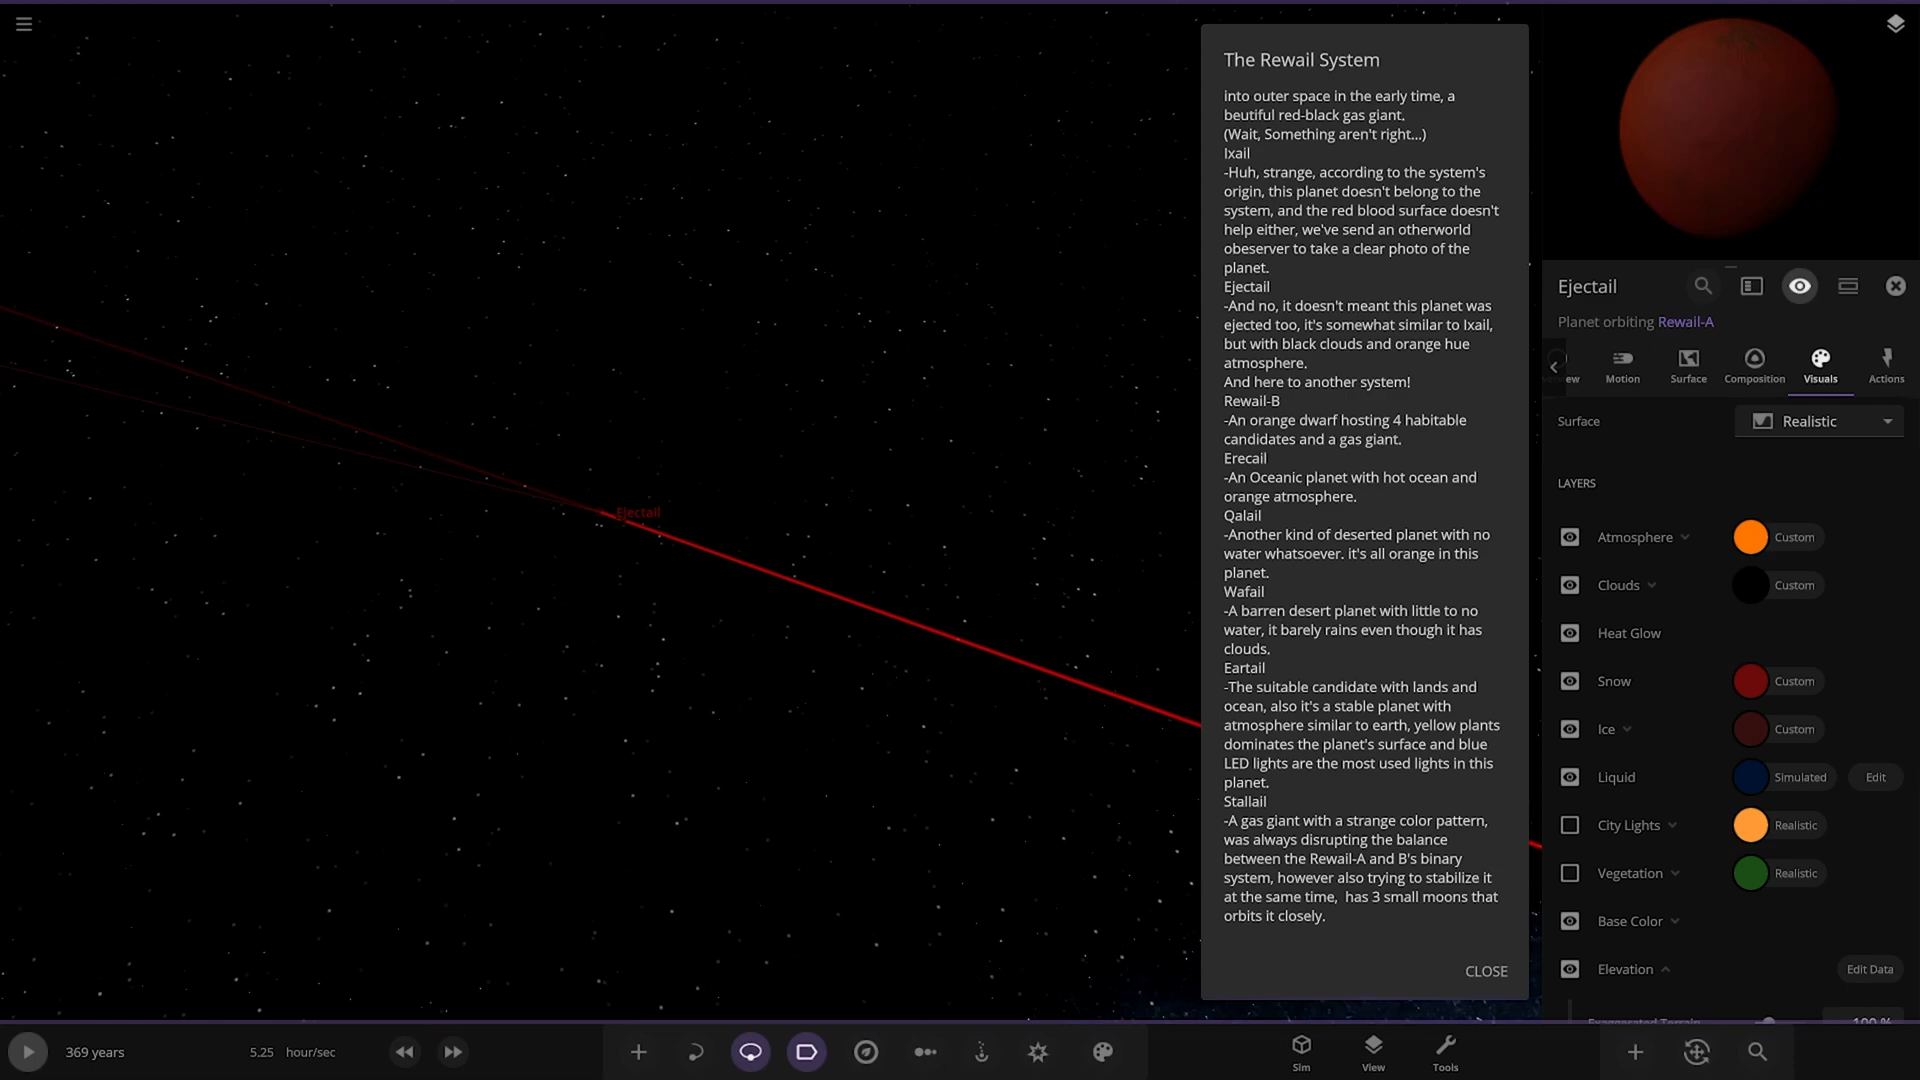 The Rewail System
into outer space in the early time, a
beutiful red-black gas giant.
(Wait, Something aren't right...)
Ixail
-Huh, strange, according to the system's
origin, this planet doesn't belong to the
system, and the red blood surface doesn't
help either, we've send an otherworld
obeserver to take a clear photo of the
planet.
Ejectail
-And no, it doesn't meant this planet was
ejected too, it's somewhat similar to Ixail,
but with black clouds and orange hue
atmosphere.
And here to another system!
Rewail-B
-An orange dwarf hosting 4 habitable
candidates and a gas giant.
Erecail
-An Oceanic planet with hot ocean and
orange atmosphere.
Qalail
-Another kind of deserted planet with no
water whatsoever. it's all orange in this
planet.
Wafail
-A barren desert planet with little to no
water, it barely rains even though it has
clouds.
Eartail
-The suitable candidate with lands and
ocean, also it's a stable planet with
atmosphere similar to earth, yellow plants
dominates the planet's surface and blue
LED lights are the most used lights in this
planet.
Stallail
-A gas giant with a strange color pattern,
was always disrupting the balance
between the Rewail-A and B's binary
system, however also trying to stabilize it
at the same time,  has 3 small moons that
orbits it closely.
CLOSE
Ejectail
Ejectail
Planet orbiting Rewail-A
Motion
Surface
Composition
Visuals
Actions
Surface
Realistic
LAYERS
Atmosphere
Custom
Clouds
Custom
Heat Glow
Snow
Custom
Ice
Custom
Liquid
Simulated
Edit
City Lights
Realistic
Vegetation
Realistic
Base Color
Elevation
Edit Data
Exaggerated Terrain
100 %
369 years
5.25 hour/sec
Sim
View
Tools